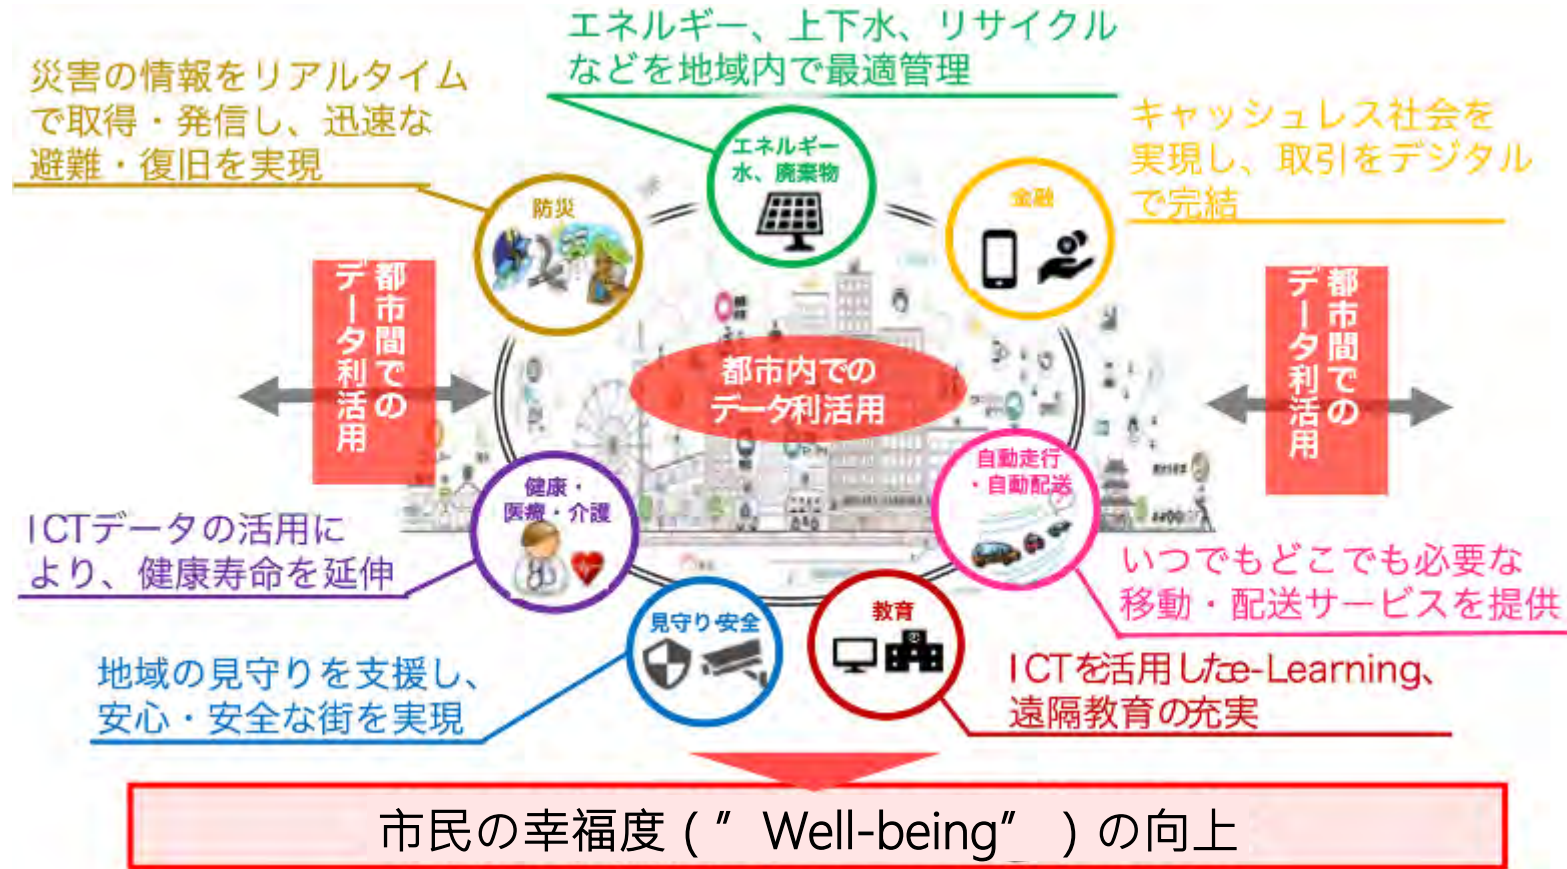 エネルギー、上下水、リサイクル
などを地域内で最適管理
災害の情報をリアルタイム
で取得・発信し、迅速な
避難・復旧を実現
キャッシュレス社会を
実現し、取引をデジタル
で完結
エネルギー
水、廃棄物
防災
金融
都市間での
データ利活用
都市内での
データ利活用
都市間での
データ利活用
健康・
医療・介護
自動走行
・自動配送
ICTデータの活用に
より、健康寿命を延伸
いつでもどこでも必要な
移動・配送サービスを提供
見守り・安全
教育
地域の見守りを支援し、
安心・安全な街を実現
ICTを活用したe-Learning、
遠隔教育の充実
市民の幸福度(”Well-being”)の向上